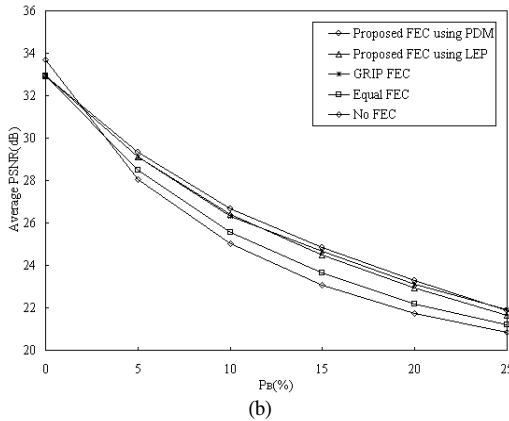 36
34
32
30
28
26
24
22
20
Average PSNR(dB)
Proposed FEC using PDM
Proposed FEC using LEP
GRIP FEC
Equal FEC
No FEC
0 5 10 15 20 25
PB(%)
(b)